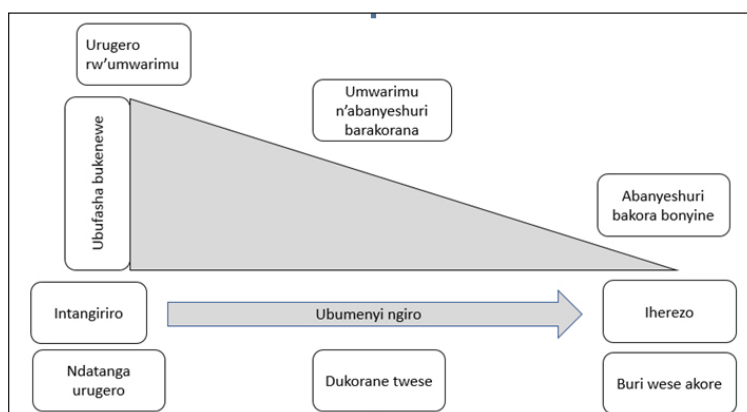 Urugero
rw'umwarimu
Umwarimu
n'abanyeshuri
barakorana
Ubufasha bukenewe
Abanyeshuri
bakora bonyine
Intangiriro
Ubumenyi ngiro
Iherezo
Ndatanga
urugero
Dukorane twese
Buri wese akore